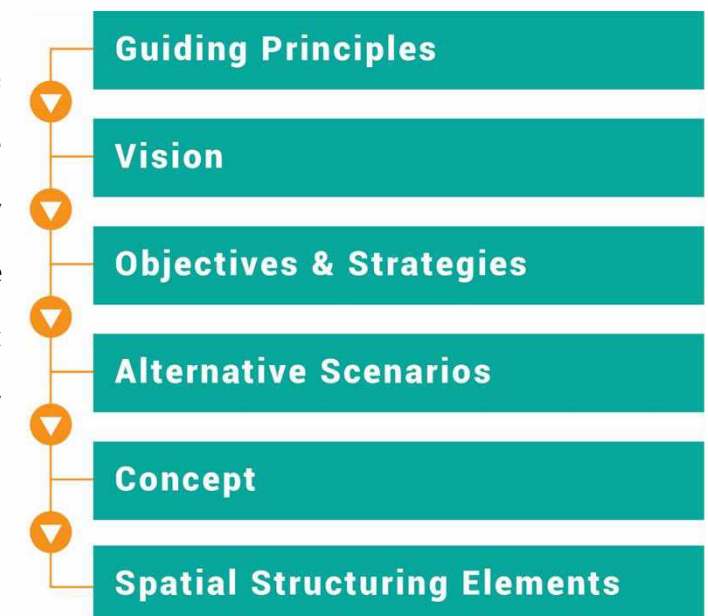 Guiding Principles
Vision
Objectives & Strategies
Alternative Scenarios
Concept
Spatial Structuring Elements